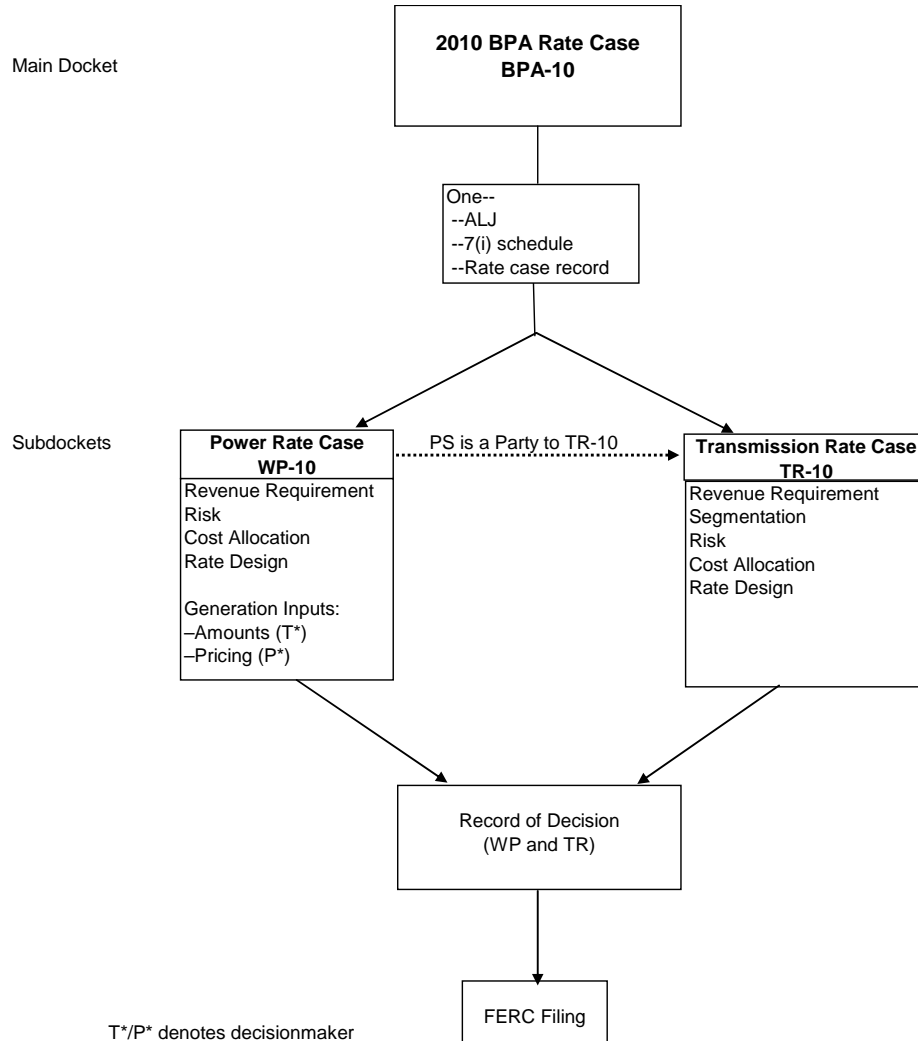 2010 BPA Rate Case
BPA-10
Main Docket
One--
--ALJ
--7(i) schedule
--Rate case record
Subdockets
Power Rate Case
WP-10
PS is a Party to TR-10
Transmission Rate Case
TR-10
Revenue Requirement
Risk
Cost Allocation
Rate Design
Generation Inputs:
–Amounts (T*)
–Pricing (P*)
Revenue Requirement
Segmentation
Risk
Cost Allocation
Rate Design
Record of Decision
(WP and TR)
FERC Filing
T*/P* denotes decisionmaker